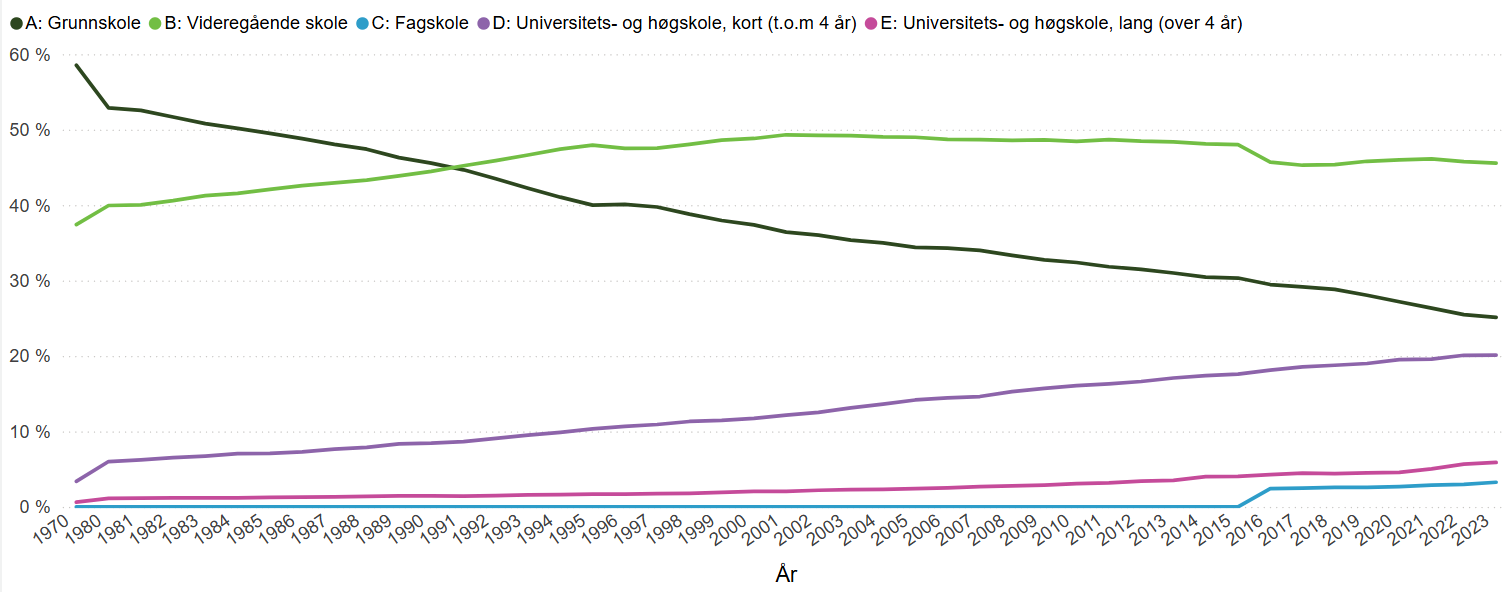 A: Grunnskole B: Videregående skole C: Fagskole D: Universitets- og høgskole, kort (t.o.m 4 år) E: Universitets- og høgskole, lang (over 4 år)
60 %
50 %
40 %
30 %
20 %
10 %
0 %
1970 1980 1981 1982 1983 1984 1985 1986 1987 1988 1989 1990 1991 1992 1993 1994 1995 1996 1997 1998 1999 2000 2001 2002 2003 2004 2005 2006 2007 2008 2009 2010 2011 2012 2013 2014 2015 2016 2017 2018 2019 2020 2021 2022 2023
År